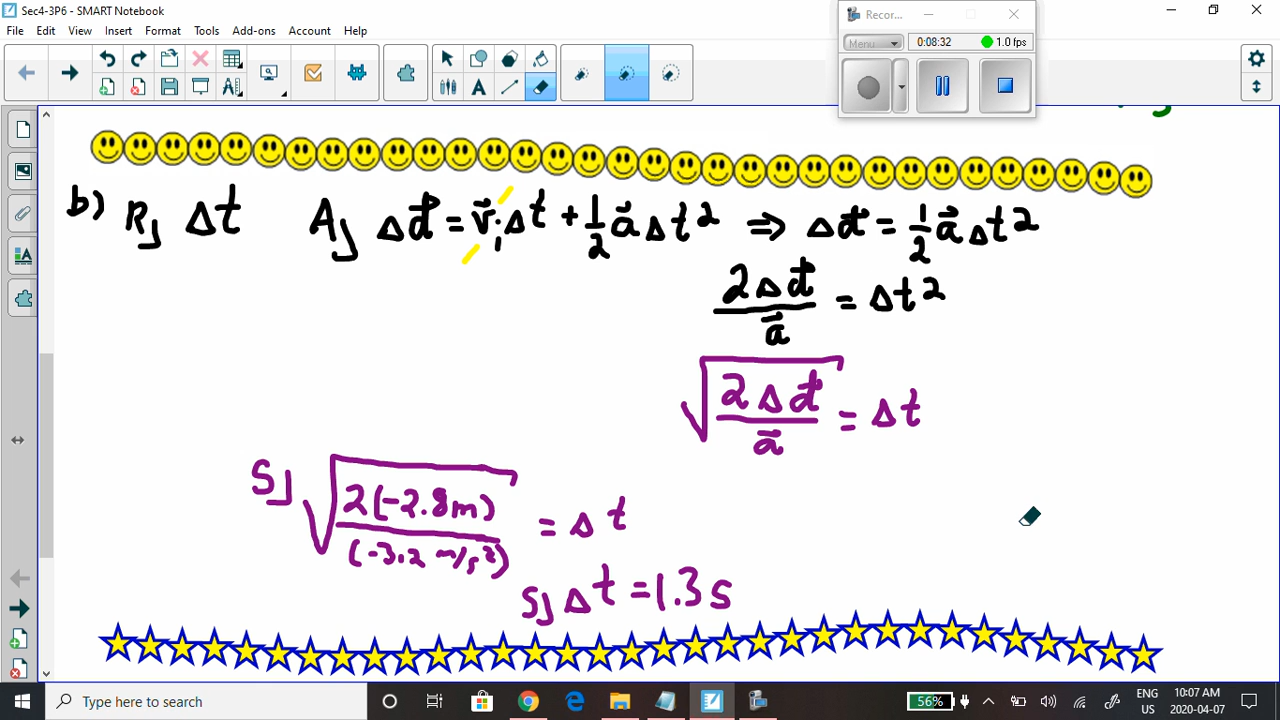 Sec4-3P6 - SMART Notebook
Recor...
File Edit View Insert Format Tools Add-ons Account Help
Menu 0:08:32 1.0 fps
b) R) Δt A) Δd⃗ = v⃗ᵢΔt + 1/2 a⃗Δt² ⇒ Δd⃗ = 1/2 a⃗Δt²
2Δd⃗/a⃗ = Δt²
√(2Δd⃗/a⃗) = Δt
S) √(2(-2.8m)/(-3.2 m/s²)) = Δt
S) Δt = 1.3 s
Type here to search
56%
ENG
US
10:07 AM
2020-04-07